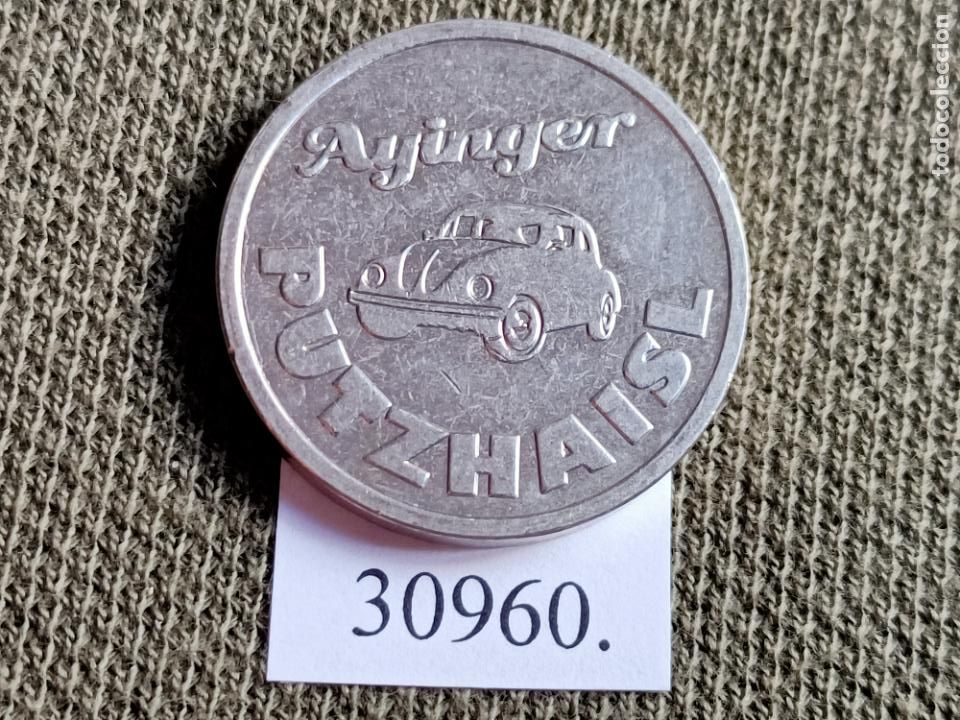 Ayinger
PUTZHAISL
30960.
todocoleccion